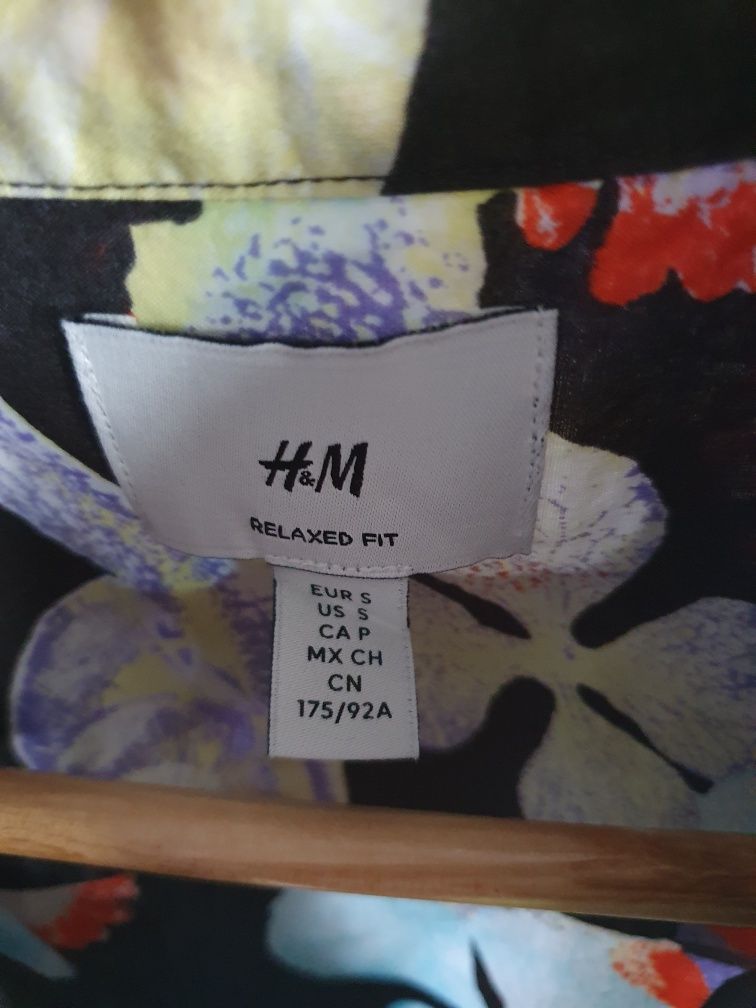 H&M
RELAXED FIT
EUR S
US S
CA P
MX CH
CN
175/92A